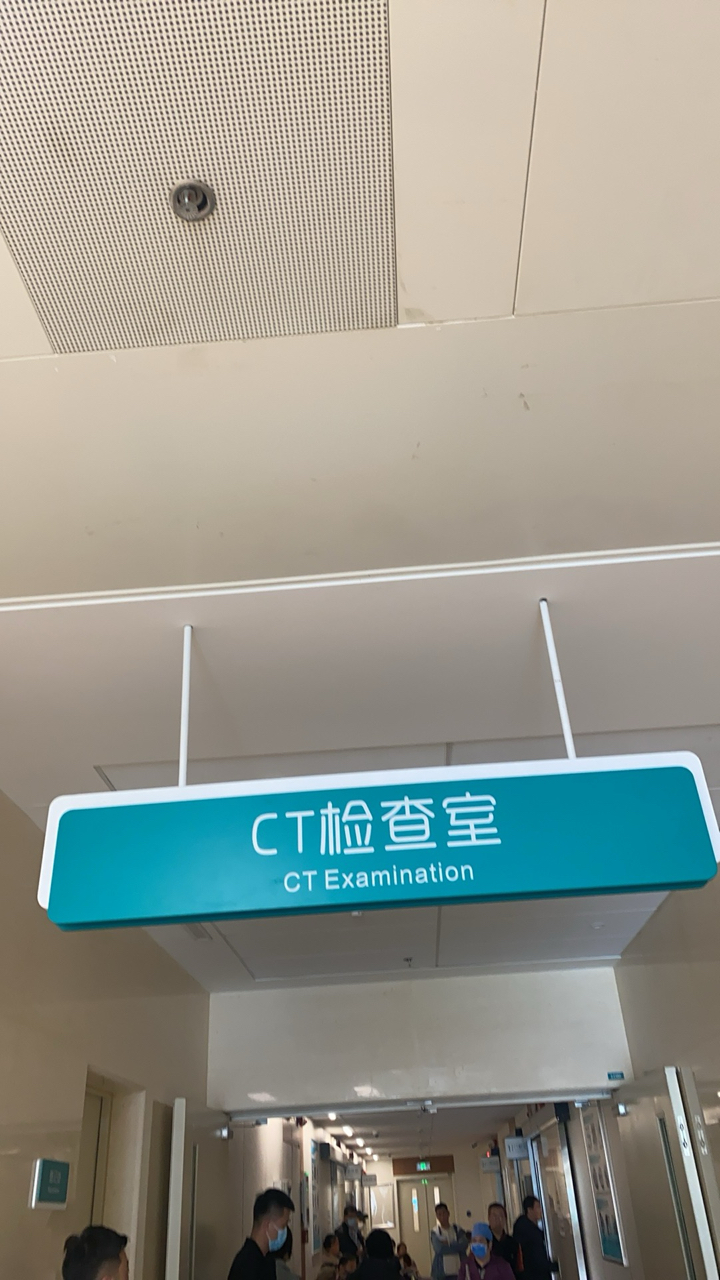 CT检查室
CT Examination